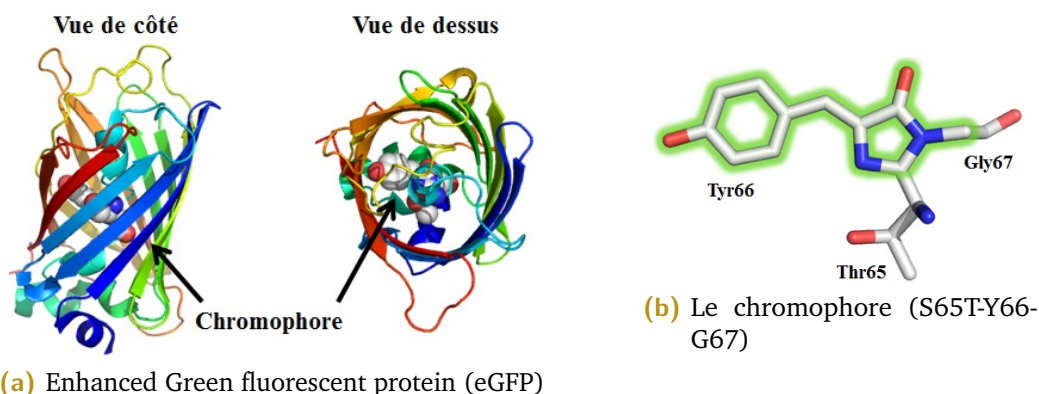 Vue de côté
Vue de dessus
Chromophore
(a) Enhanced Green fluorescent protein (eGFP)
Tyr66
Gly67
Thr65
(b) Le chromophore (S65T-Y66-
G67)